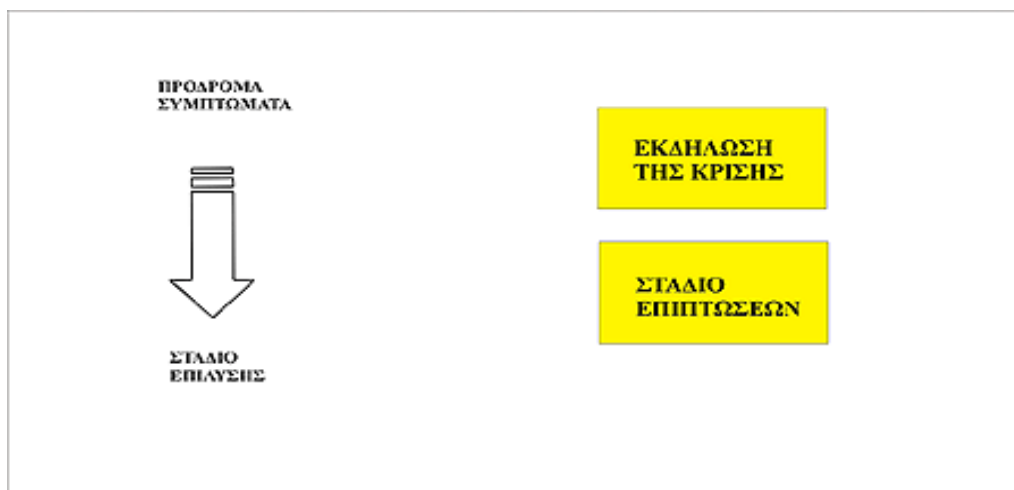 ΠΡΟΔΡΟΜΑ
ΣΥΜΠΤΩΜΑΤΑ
ΕΚΔΗΛΩΣΗ
ΤΗΣ ΚΡΙΣΗΣ
ΣΤΑΔΙΟ
ΕΠΙΠΤΩΣΕΩΝ
ΣΤΑΔΙΟ
ΕΠΙΛΥΣΗΣ